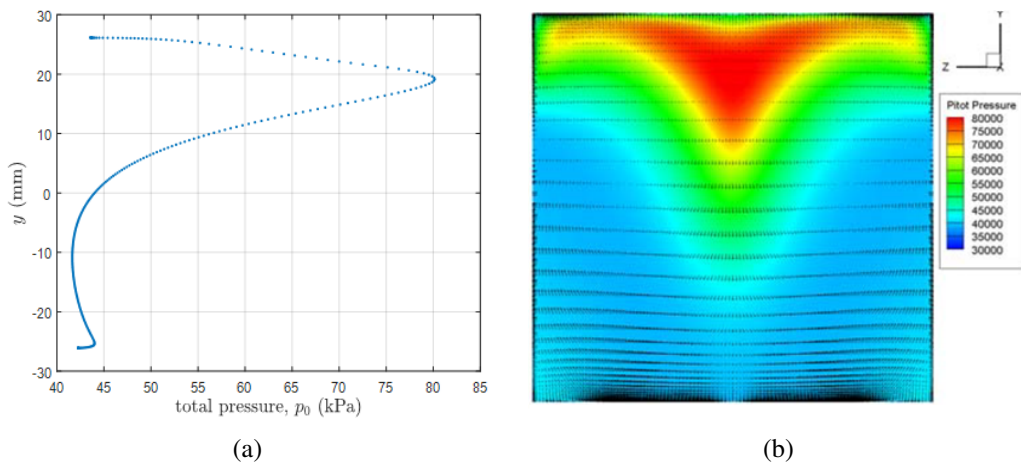 30
20
10
0
-10
-20
-30
y (mm)
40 45 50 55 60 65 70 75 80 85
total pressure, p₀ (kPa)
(a)
Y
Z X
Pitot Pressure
80000
75000
70000
65000
60000
55000
50000
45000
40000
35000
30000
(b)